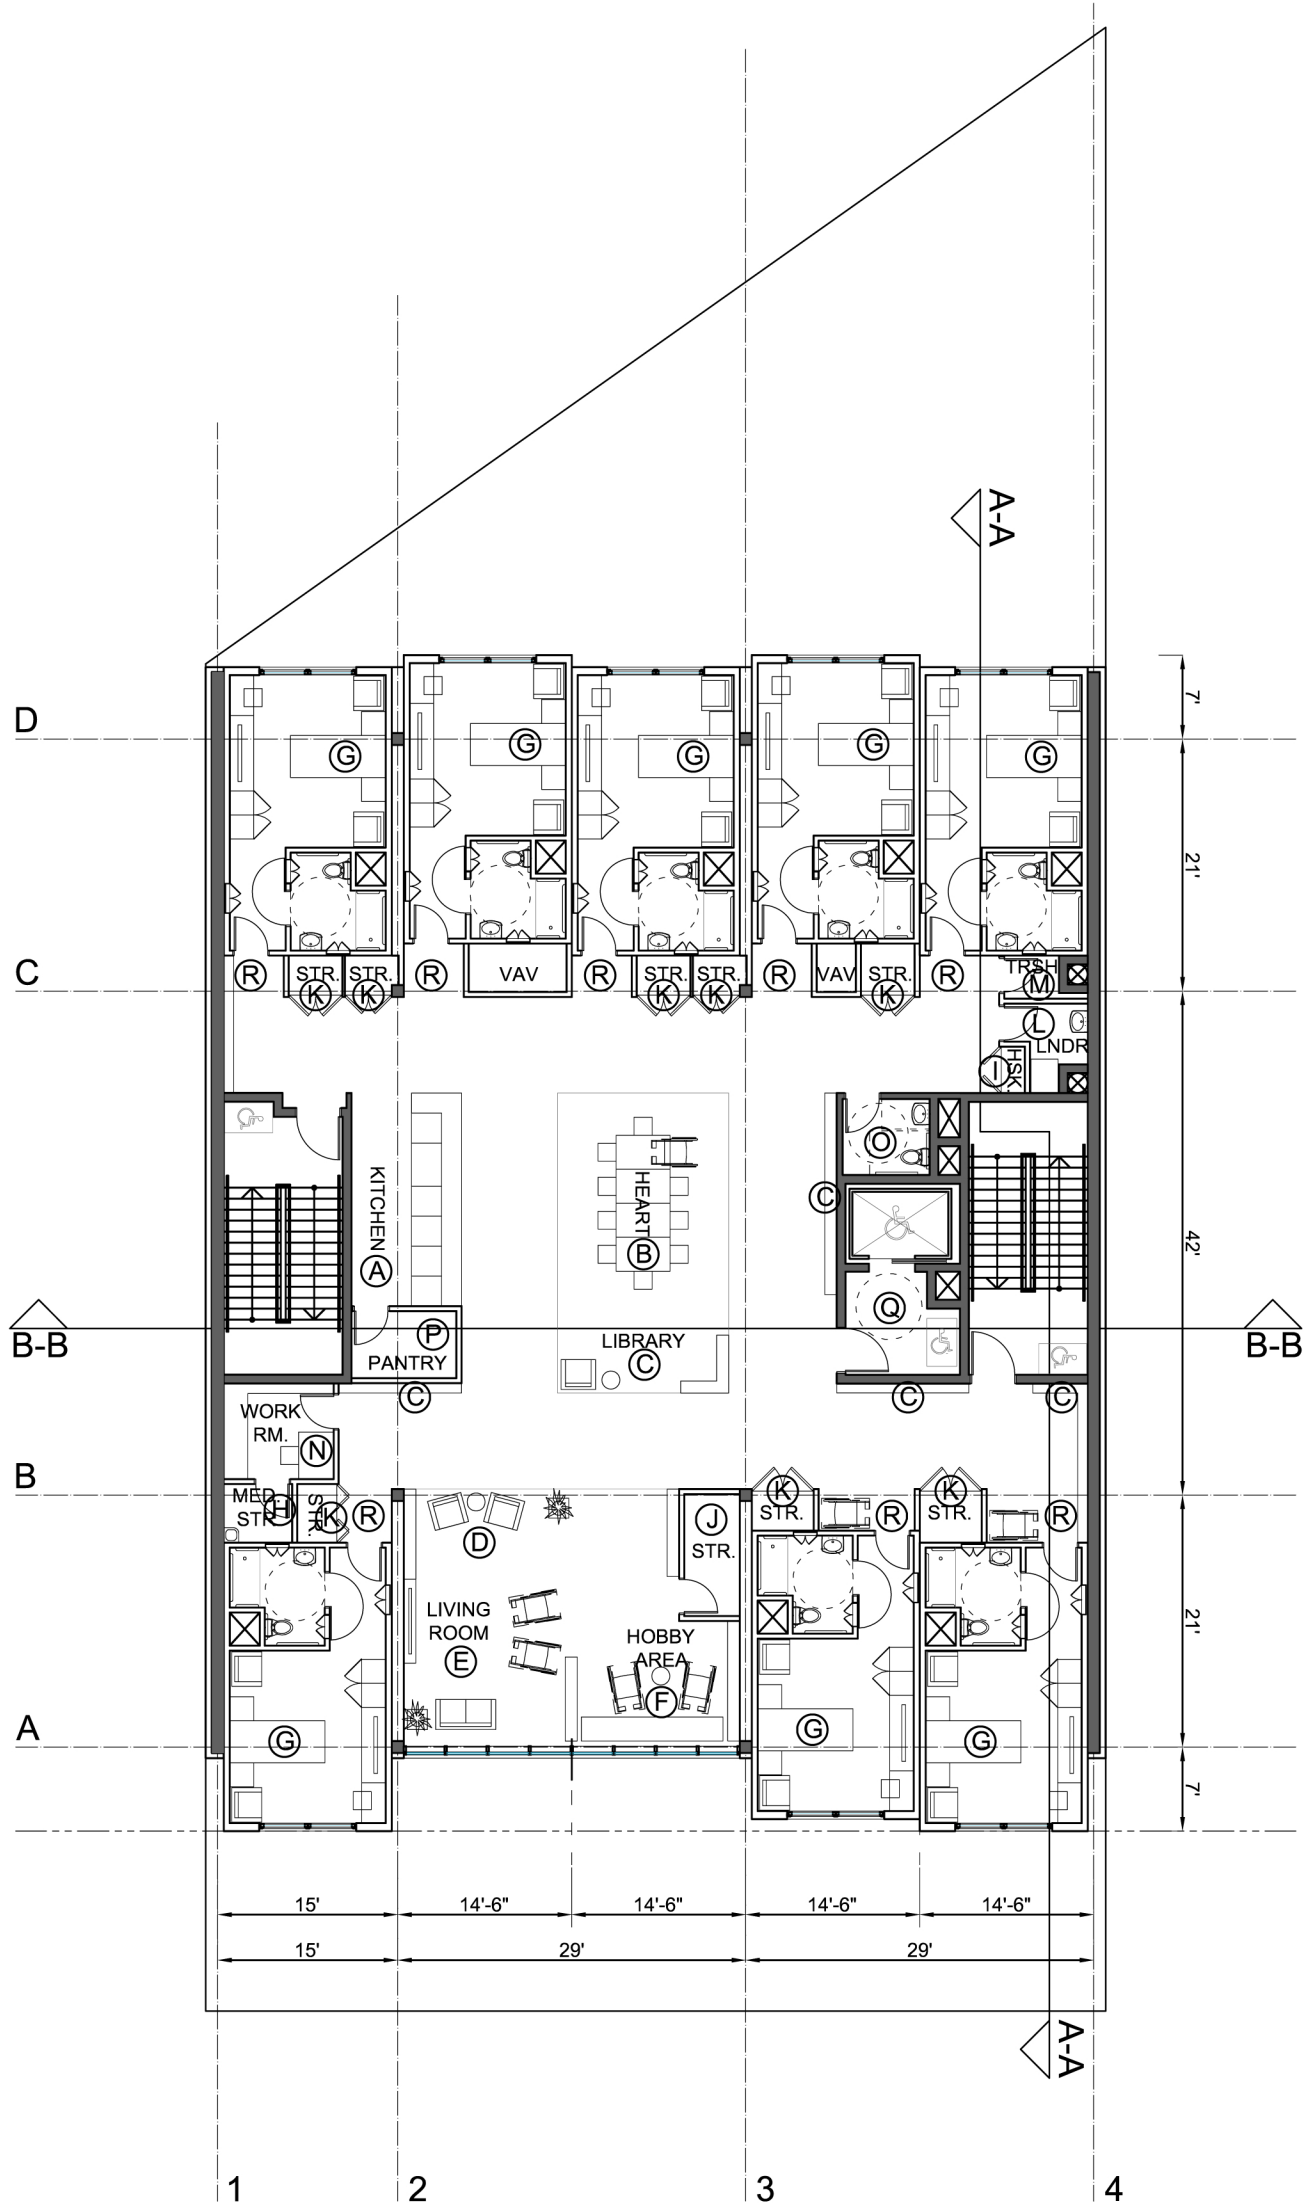 A-A
D
7'
G
G
G
G
G
21'
R
STR.
K
STR.
K
R
VAV
R
STR.
K
STR.
K
R
VAV
STR.
K
R
TRSH
M
C
L
LNDR
I
HSK.
O
KITCHEN
A
HEART
B
C
42'
Q
B-B
P
PANTRY
LIBRARY
C
B-B
C
C
C
WORK
RM.
N
B
MED.
STR.
H
STR.
K
R
D
J
STR.
K
STR.
R
K
STR.
R
21'
LIVING
ROOM
E
HOBBY
AREA
F
A
G
G
G
7'
15'
14'-6"
14'-6"
14'-6"
14'-6"
15'
29'
29'
A-A
1
2
3
4